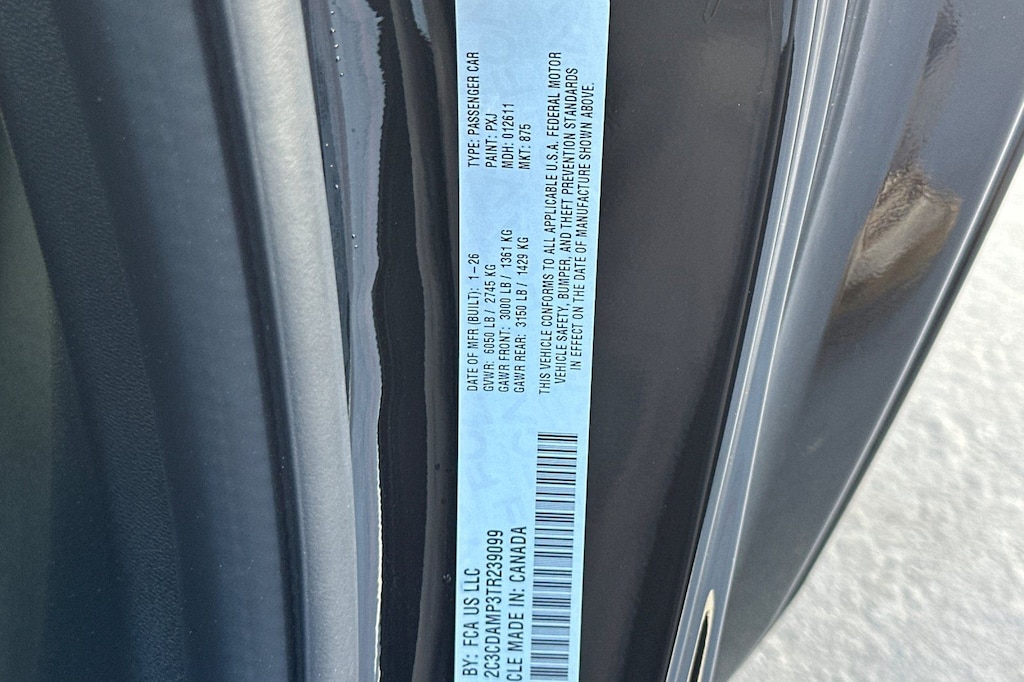 BY: FCA US LLC
DATE OF MFR (BUILT): 1-26
TYPE: PASSENGER CAR
GVWR: 6050 LB / 2745 KG
PAINT: PXJ
GAWR FRONT: 3000 LB / 1361 KG
MDH: 012611
GAWR REAR: 3150 LB / 1429 KG
MKT: 875
2C3CDAMP3TR239099
CLE MADE IN: CANADA
THIS VEHICLE CONFORMS TO ALL APPLICABLE U.S.A. FEDERAL MOTOR
VEHICLE SAFETY, BUMPER, AND THEFT PREVENTION STANDARDS
IN EFFECT ON THE DATE OF MANUFACTURE SHOWN ABOVE.